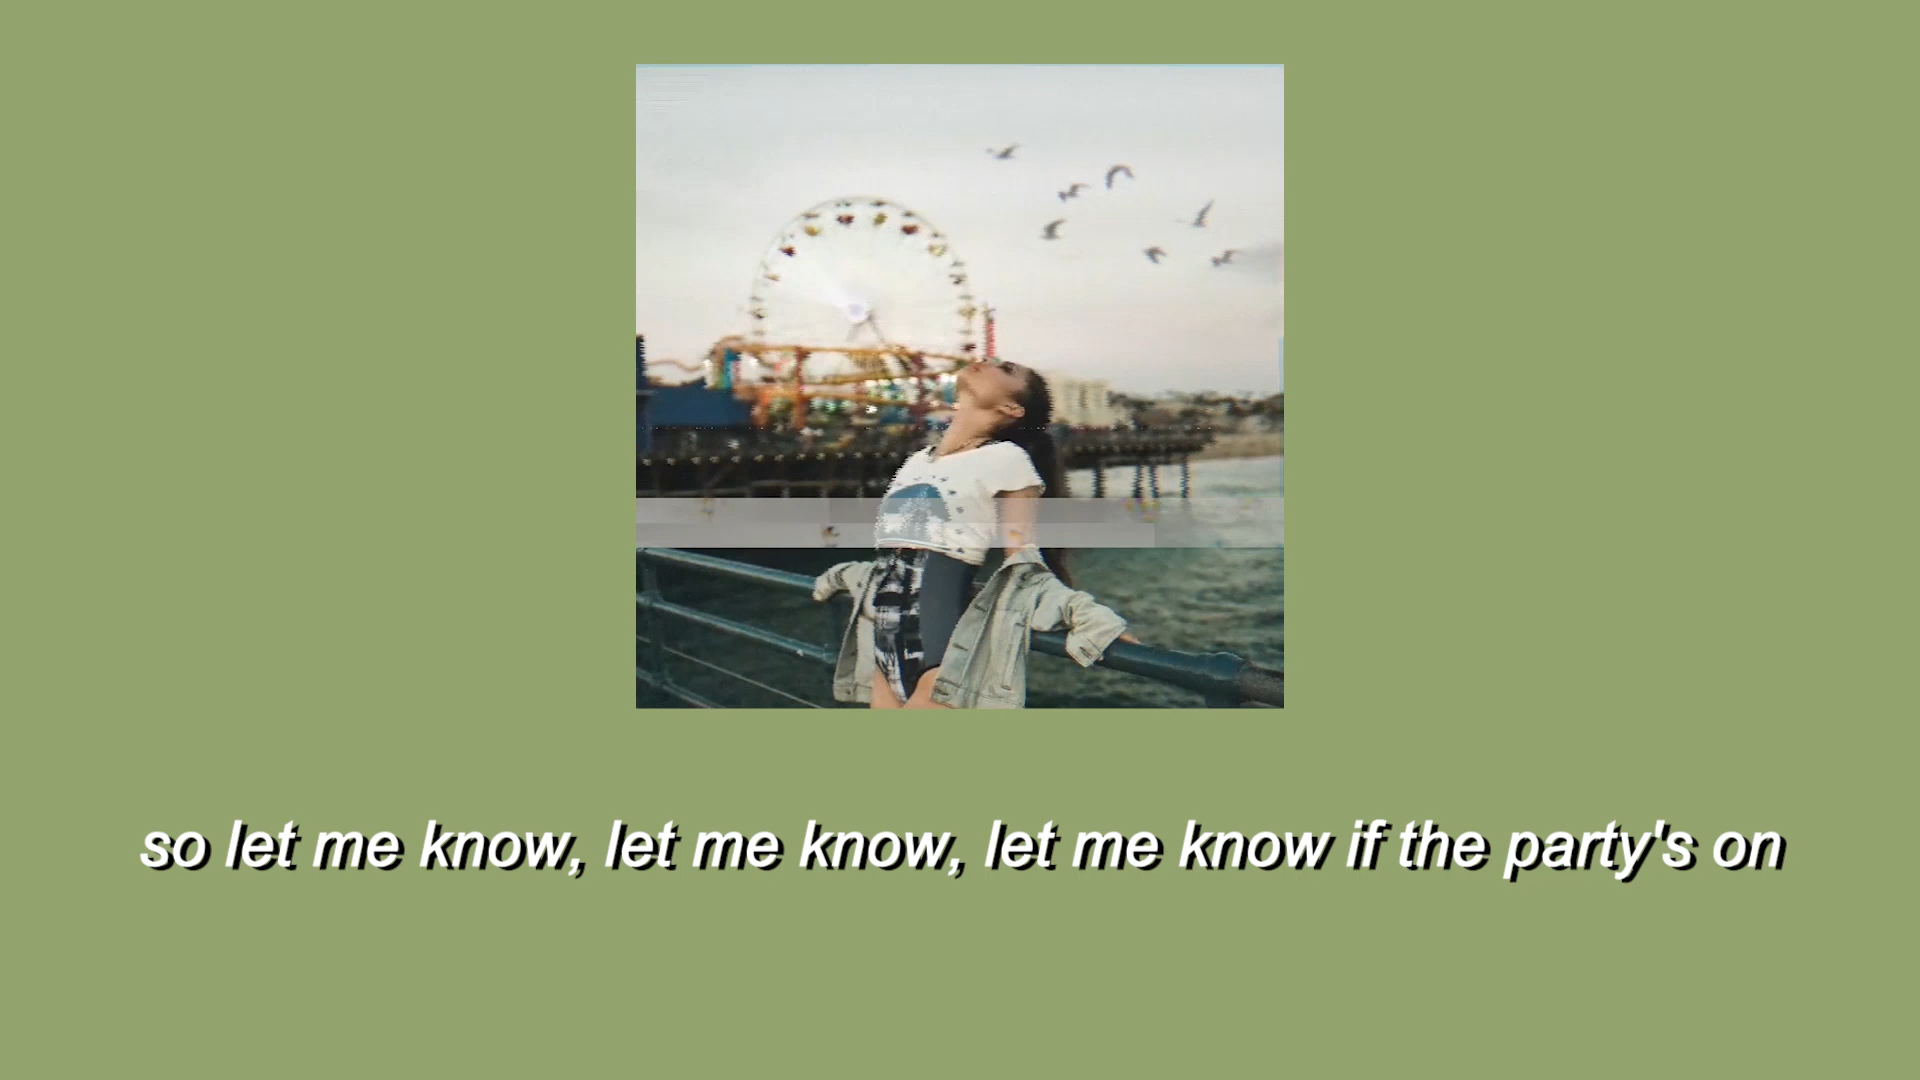 so let me know, let me know, let me know if the party's on